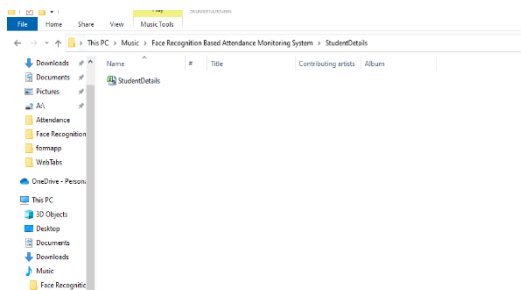 File Home Share View Music Tools
This PC > Music > Face Recognition Based Attendance Monitoring System > StudentDetails
Name # Title Contributing artists Album
StudentDetails
Downloads
Documents
Pictures
A:\
Attendance
Face Recognition
formapp
WebTabs
OneDrive - Person
This PC
3D Objects
Desktop
Documents
Downloads
Music
Face Recognitic